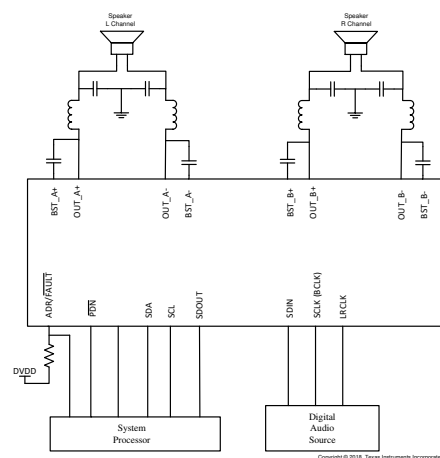 Speaker
L Channel
Speaker
R Channel
BST_A+
OUT_A+
OUT_A-
BST_A-
BST_B+
OUT_B+
OUT_B-
BST_B-
ADR/FAULT
PDN
SDA
SCL
SDOUT
SDIN
SCLK (BCLK)
LRCLK
DVDD
System
Processor
Digital
Audio
Source
Copyright © 2018, Texas Instruments Incorporated